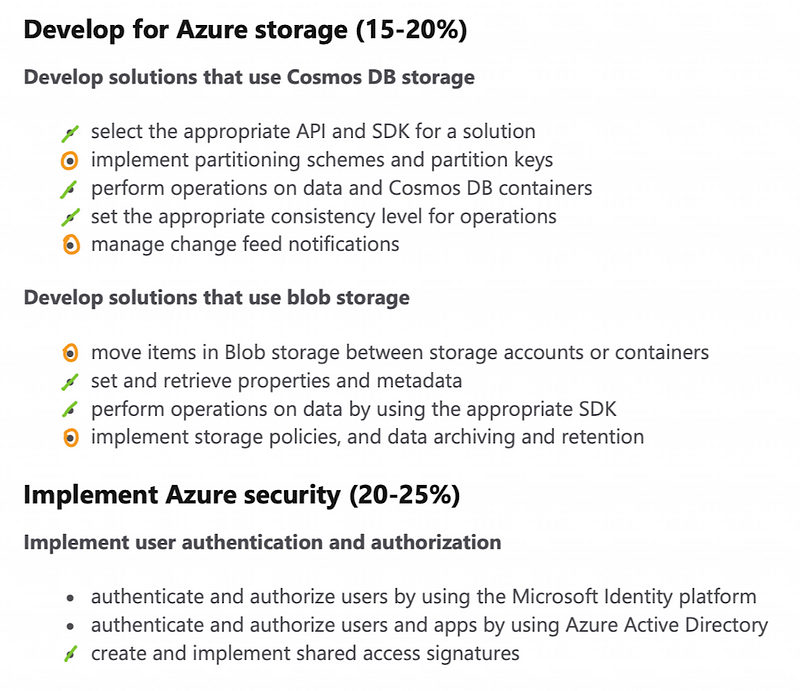 Develop for Azure storage (15-20%)
Develop solutions that use Cosmos DB storage
select the appropriate API and SDK for a solution
implement partitioning schemes and partition keys
perform operations on data and Cosmos DB containers
set the appropriate consistency level for operations
manage change feed notifications
Develop solutions that use blob storage
move items in Blob storage between storage accounts or containers
set and retrieve properties and metadata
perform operations on data by using the appropriate SDK
implement storage policies, and data archiving and retention
Implement Azure security (20-25%)
Implement user authentication and authorization
authenticate and authorize users by using the Microsoft Identity platform
authenticate and authorize users and apps by using Azure Active Directory
create and implement shared access signatures